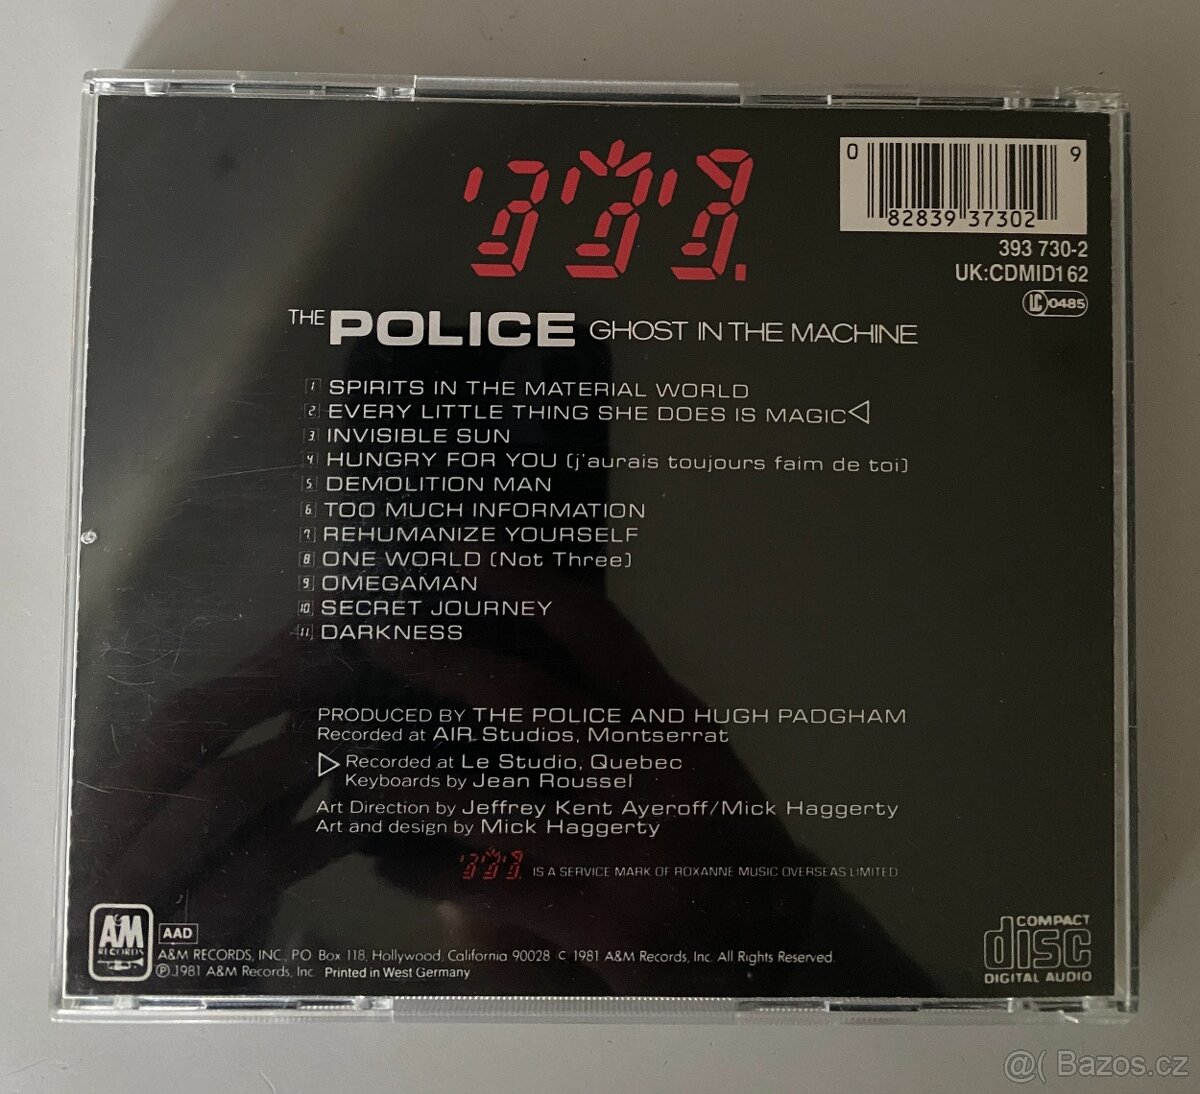 0 9
82839 37302
393 730-2
UK:CDMID162
LC 0485
THE POLICE GHOST IN THE MACHINE
1 SPIRITS IN THE MATERIAL WORLD
2 EVERY LITTLE THING SHE DOES IS MAGIC
3 INVISIBLE SUN
4 HUNGRY FOR YOU (j'aurais toujours faim de toi)
5 DEMOLITION MAN
6 TOO MUCH INFORMATION
7 REHUMANIZE YOURSELF
8 ONE WORLD (Not Three)
9 OMEGAMAN
10 SECRET JOURNEY
11 DARKNESS
PRODUCED BY THE POLICE AND HUGH PADGHAM
Recorded at AIR Studios, Montserrat
Recorded at Le Studio, Quebec
Keyboards by Jean Roussel
Art Direction by Jeffrey Kent Ayeroff/Mick Haggerty
Art and design by Mick Haggerty
IS A SERVICE MARK OF ROXANNE MUSIC OVERSEAS LIMITED
A&M RECORDS
AAD
A&M RECORDS, INC., PO Box 118, Hollywood, California 90028 © 1981 A&M Records, Inc. All Rights Reserved.
℗ 1981 A&M Records, Inc. Printed in West Germany
COMPACT
disc
DIGITAL AUDIO
@( Bazos.cz